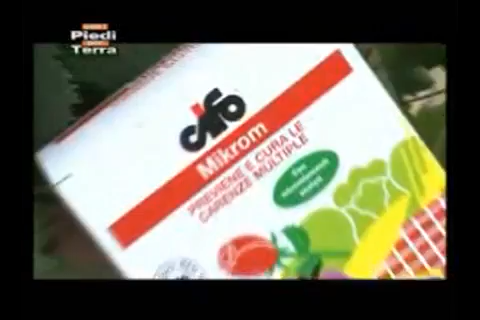 Piedi
Terra
cifo
Mikrom
PREVIENE E CURA LE
CARENZE MULTIPLE